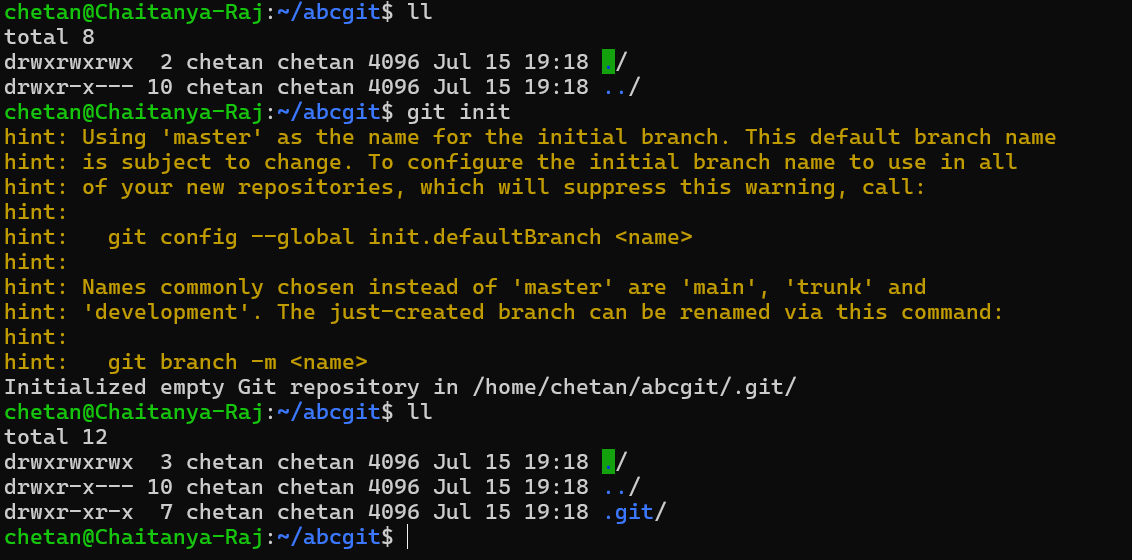 chetan@Chaitanya-Raj:~/abcgit$ ll
total 8
drwxrwxrwx  2 chetan chetan 4096 Jul 15 19:18 ./
drwxr-x--- 10 chetan chetan 4096 Jul 15 19:18 ../
chetan@Chaitanya-Raj:~/abcgit$ git init
hint: Using 'master' as the name for the initial branch. This default branch name
hint: is subject to change. To configure the initial branch name to use in all
hint: of your new repositories, which will suppress this warning, call:
hint:
hint:   git config --global init.defaultBranch <name>
hint:
hint: Names commonly chosen instead of 'master' are 'main', 'trunk' and
hint: 'development'. The just-created branch can be renamed via this command:
hint:
hint:   git branch -m <name>
Initialized empty Git repository in /home/chetan/abcgit/.git/
chetan@Chaitanya-Raj:~/abcgit$ ll
total 12
drwxrwxrwx  3 chetan chetan 4096 Jul 15 19:18 ./
drwxr-x--- 10 chetan chetan 4096 Jul 15 19:18 ../
drwxr-xr-x  7 chetan chetan 4096 Jul 15 19:18 .git/
chetan@Chaitanya-Raj:~/abcgit$